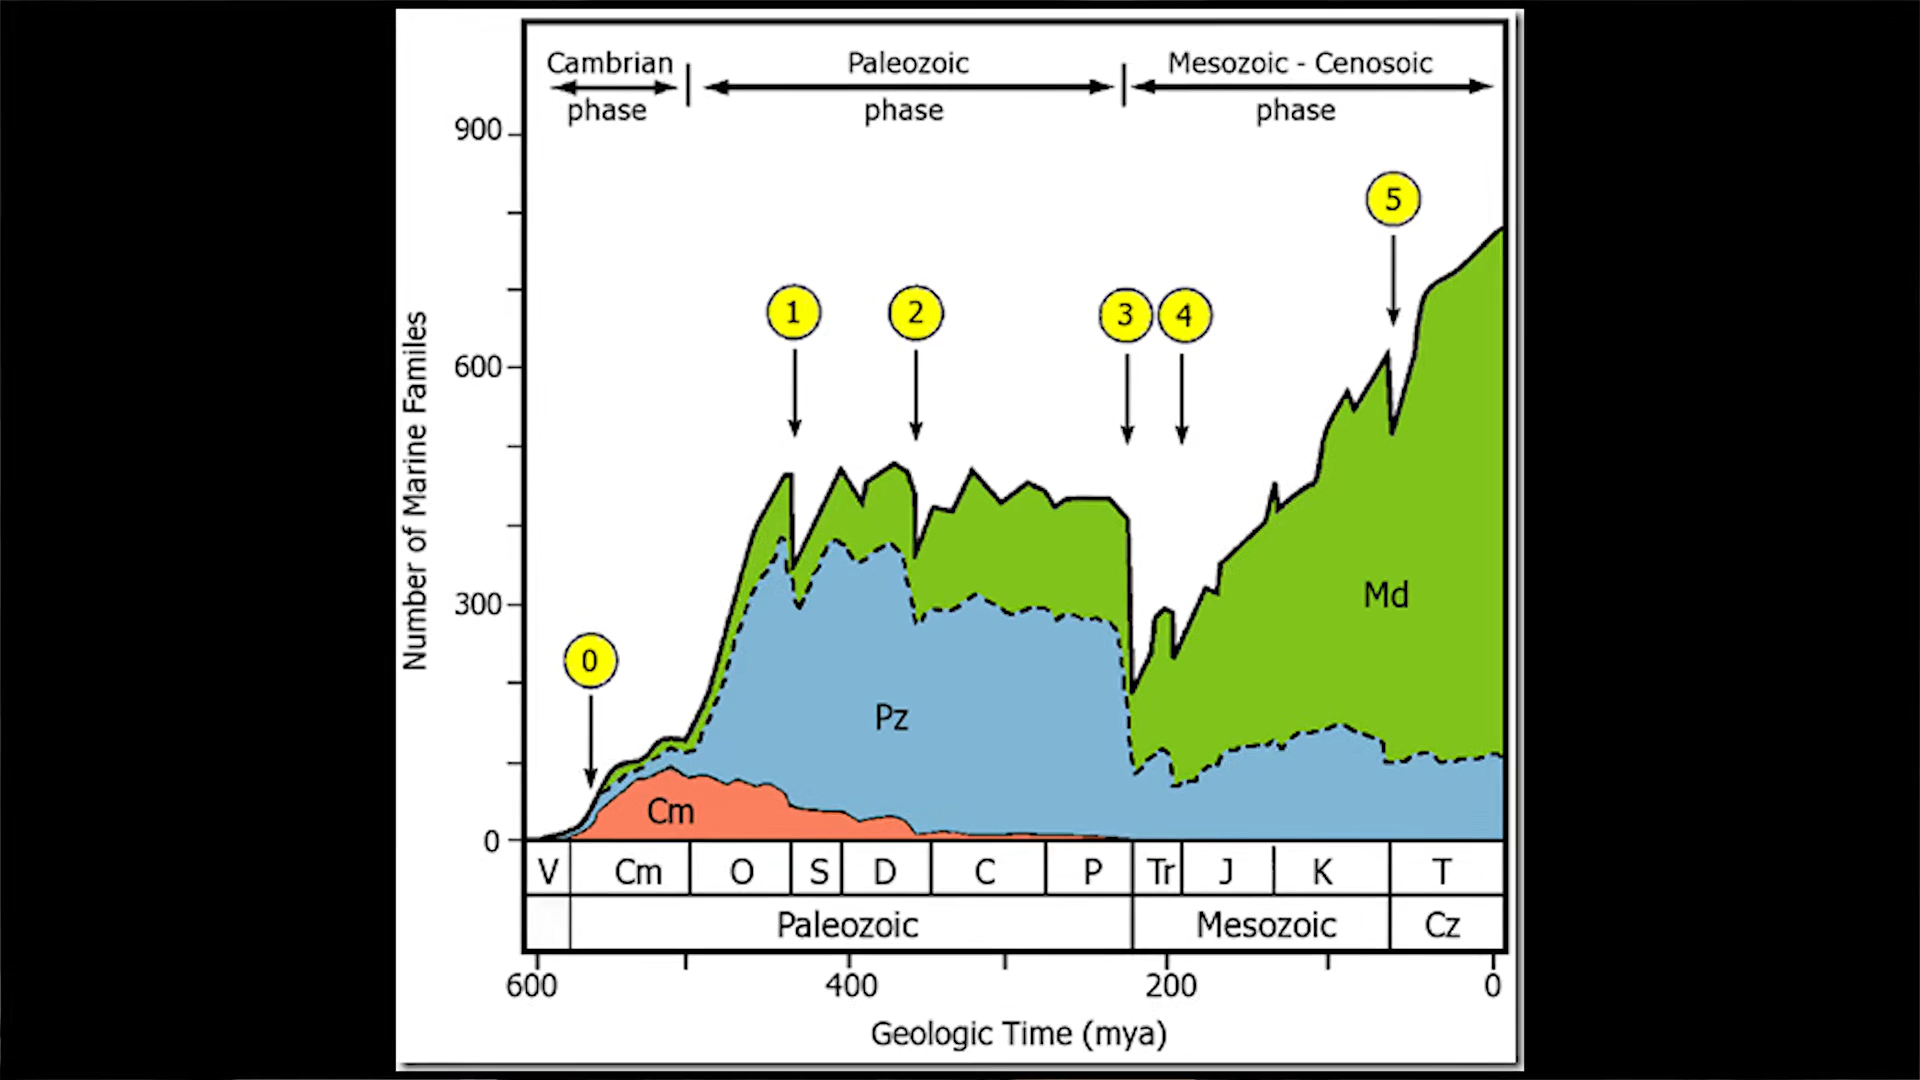 Cambrian
phase
Paleozoic
phase
Mesozoic - Cenosoic
phase
900
600
300
0
Number of Marine Familes
0
1
2
3
4
5
Cm
Pz
Md
V Cm O S D C P Tr J K T
Paleozoic Mesozoic Cz
600 400 200 0
Geologic Time (mya)